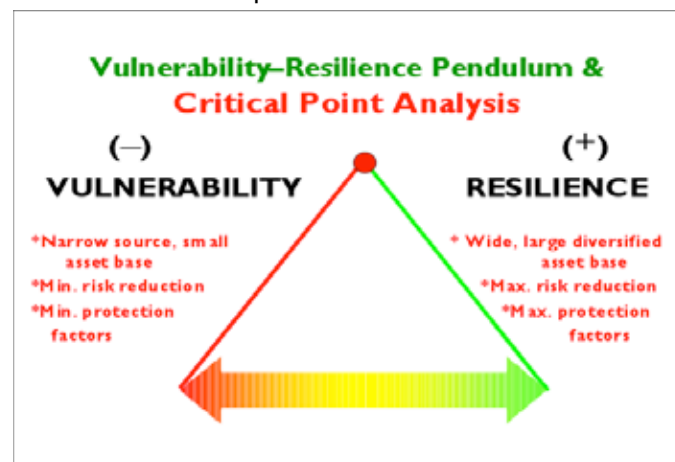 Vulnerability–Resilience Pendulum &
Critical Point Analysis
(–)
VULNERABILITY
*Narrow source, small
asset base
*Min. risk reduction
*Min. protection
factors
(+)
RESILIENCE
* Wide, large diversified
asset base
*Max. risk reduction
*Max. protection
factors